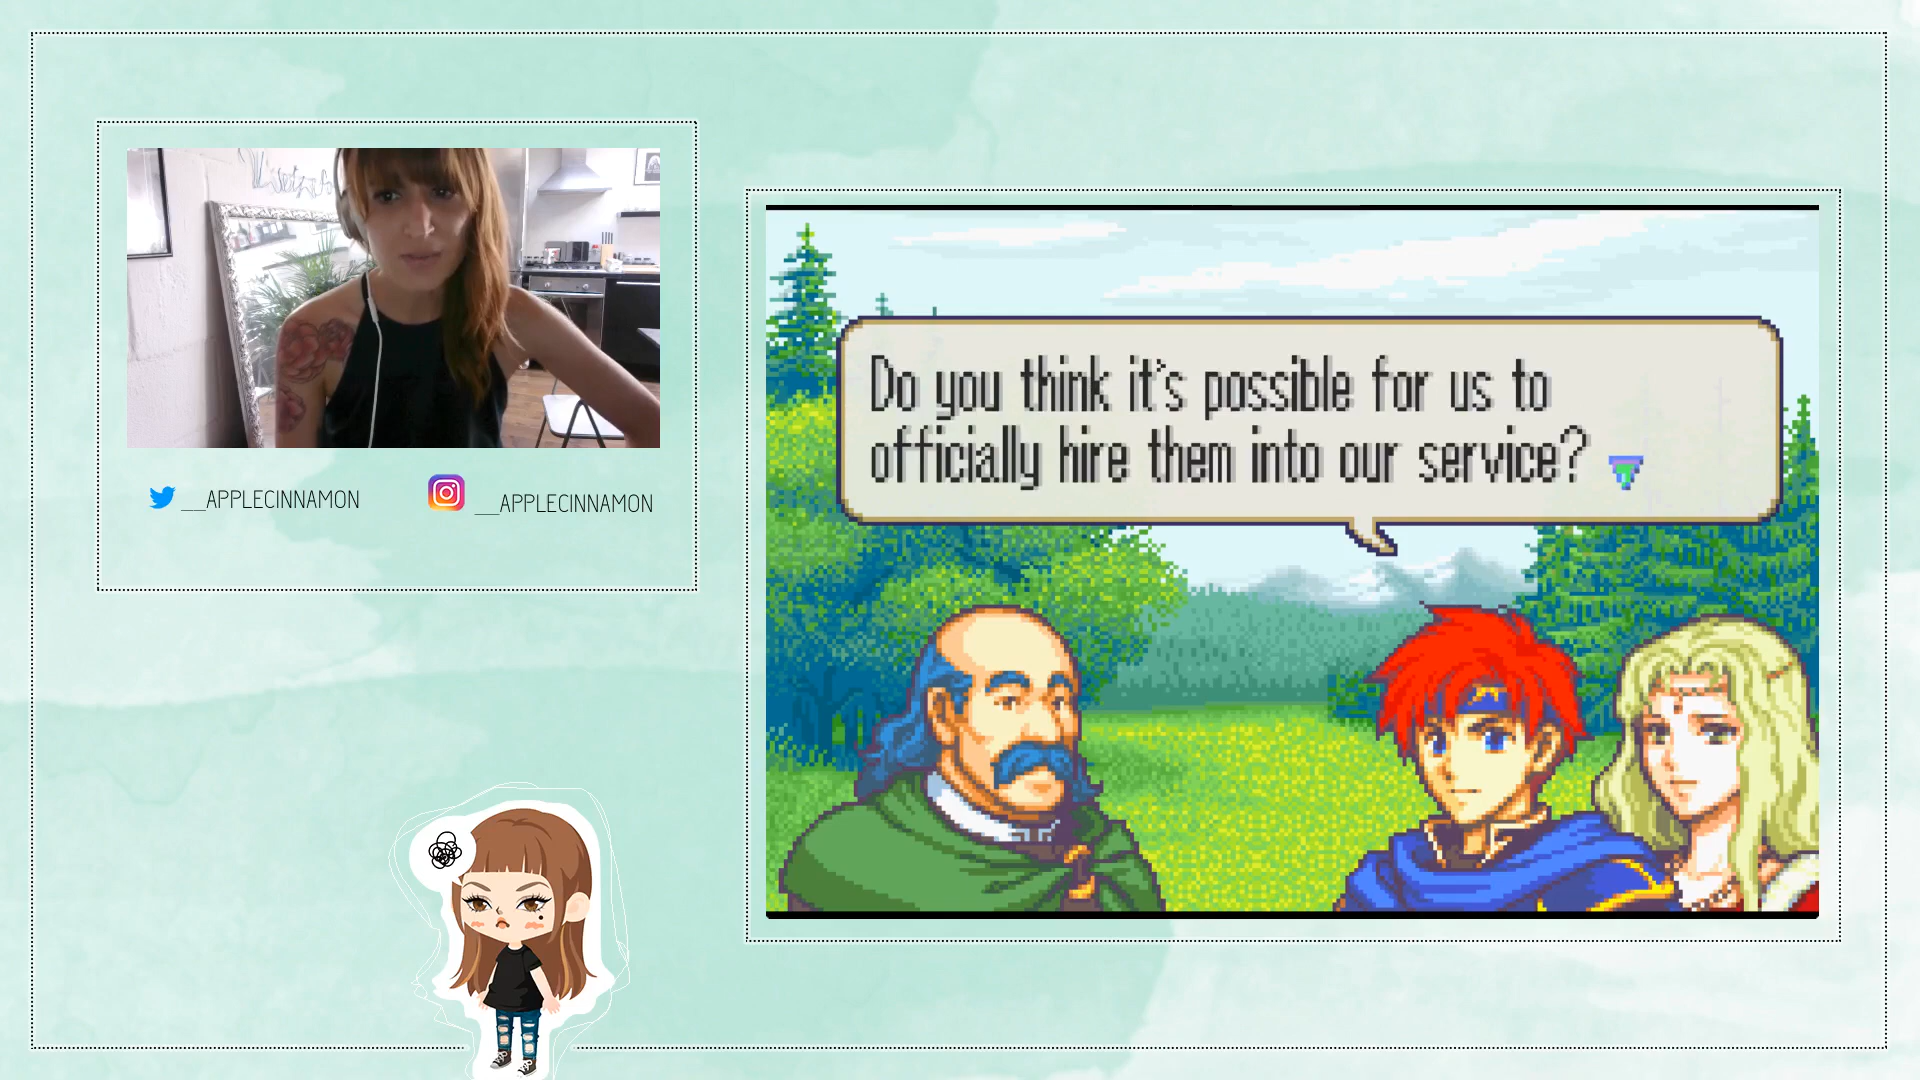 __APPLECINNAMON
__APPLECINNAMON
Do you think it's possible for us to
officially hire them into our service?